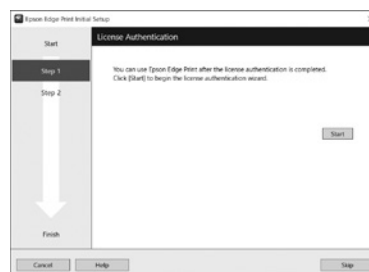 Epson Edge Print Initial Setup
Start
Step 1
Step 2
Finish
License Authentication
You can use Epson Edge Print after the license authentication is completed.
Click [Start] to begin the license authentication wizard.
Start
Cancel
Help
Skip